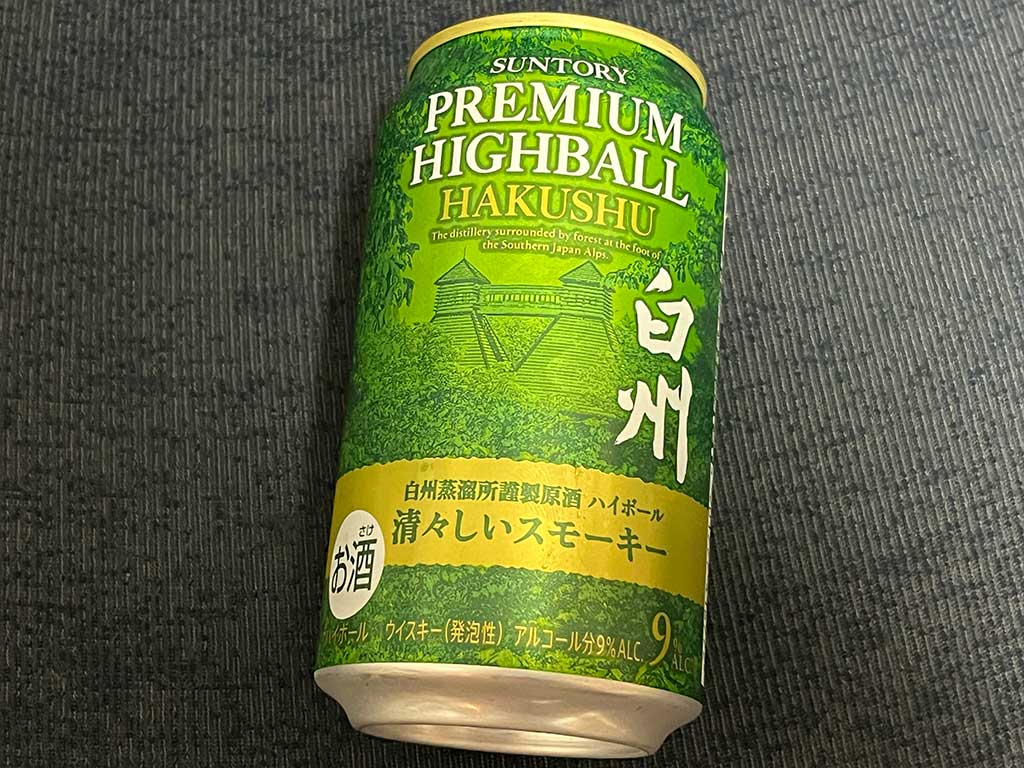 SUNTORY
PREMIUM
HIGHBALL
HAKUSHU
The distillery surrounded by forest at the foot of
the Southern Japan Alps.
白州
白州蒸溜所謹製原酒 ハイボール
清々しいスモーキー
さけ
お酒
ハイボール ウイスキー(発泡性) アルコール分9%ALC.
9%
ALC.